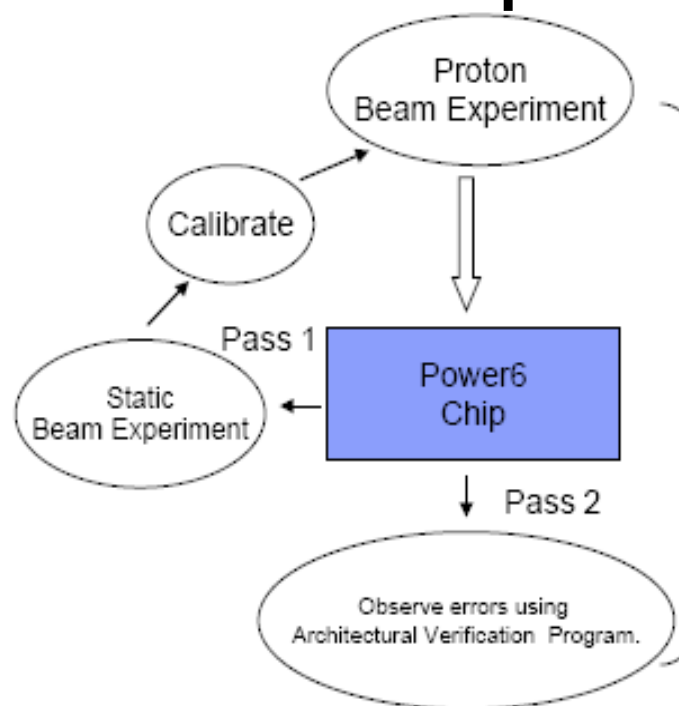 Proton
Beam Experiment
Calibrate
Pass 1
Power6
Chip
Static
Beam Experiment
Pass 2
Observe errors using
Architectural Verification Program.